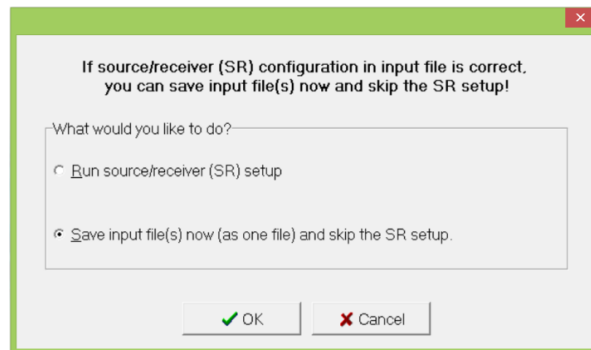 If source/receiver (SR) configuration in input file is correct,
you can save input file(s) now and skip the SR setup!
What would you like to do?
Run source/receiver (SR) setup
Save input file(s) now (as one file) and skip the SR setup.
OK
Cancel